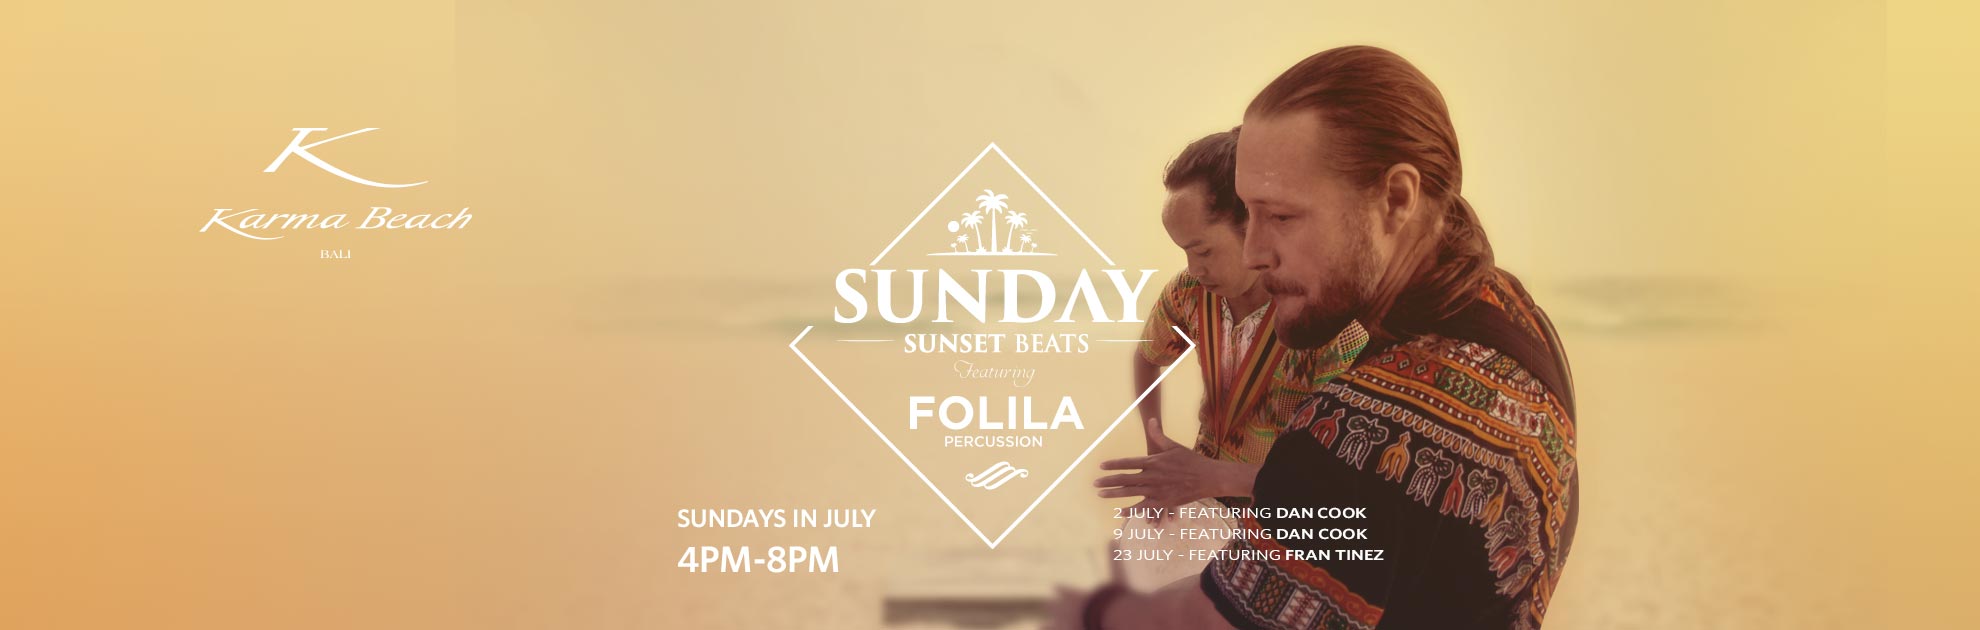 K
Karma Beach
BALI
SUNDAY
SUNSET BEATS
Featuring
FOLILA
PERCUSSION
SUNDAYS IN JULY
4PM-8PM
2 JULY - FEATURING DAN COOK
9 JULY - FEATURING DAN COOK
23 JULY - FEATURING FRAN TINEZ